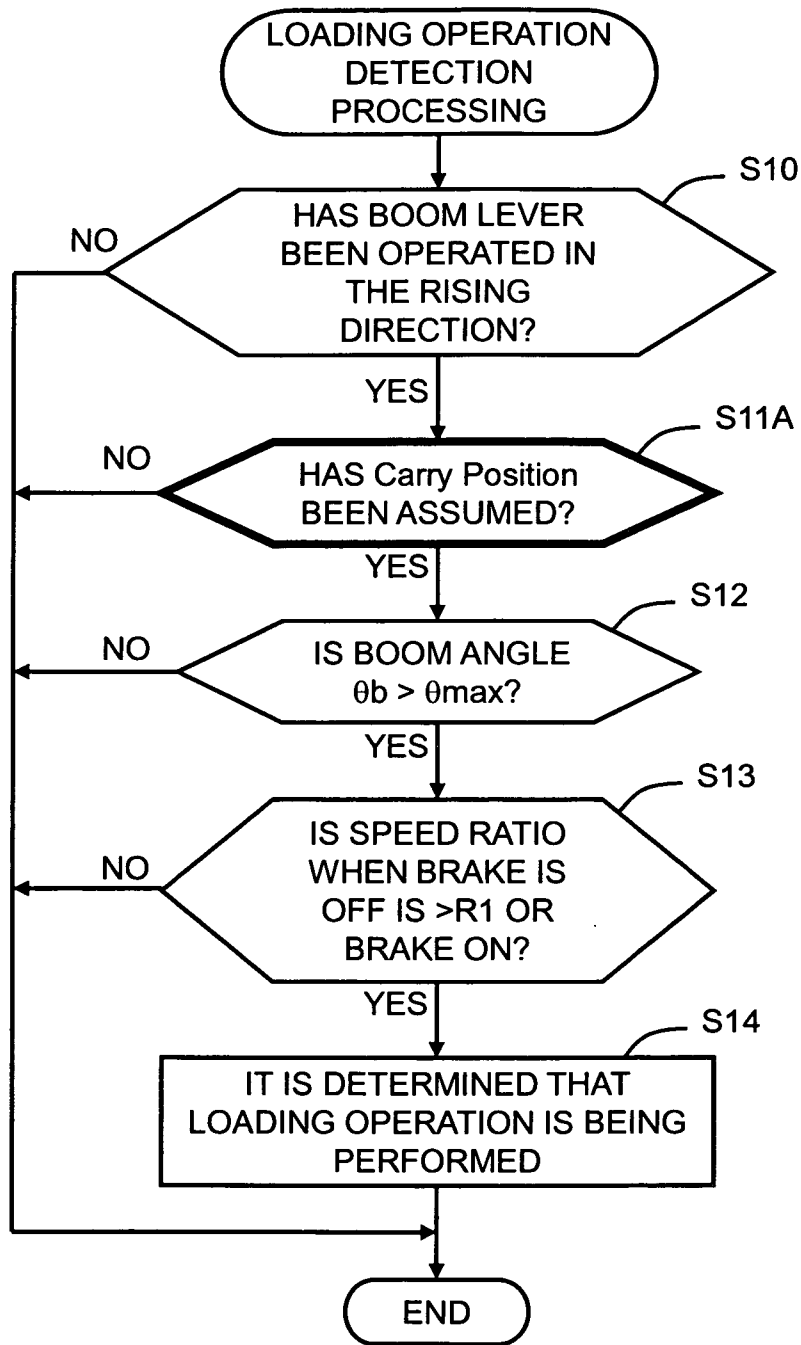 LOADING OPERATION
DETECTION
PROCESSING
S10
NO
HAS BOOM LEVER
BEEN OPERATED IN
THE RISING
DIRECTION?
YES
S11A
NO
HAS Carry Position
BEEN ASSUMED?
YES
S12
NO
IS BOOM ANGLE
θb > θmax?
YES
S13
NO
IS SPEED RATIO
WHEN BRAKE IS
OFF IS >R1 OR
BRAKE ON?
YES
S14
IT IS DETERMINED THAT
LOADING OPERATION IS BEING
PERFORMED
END